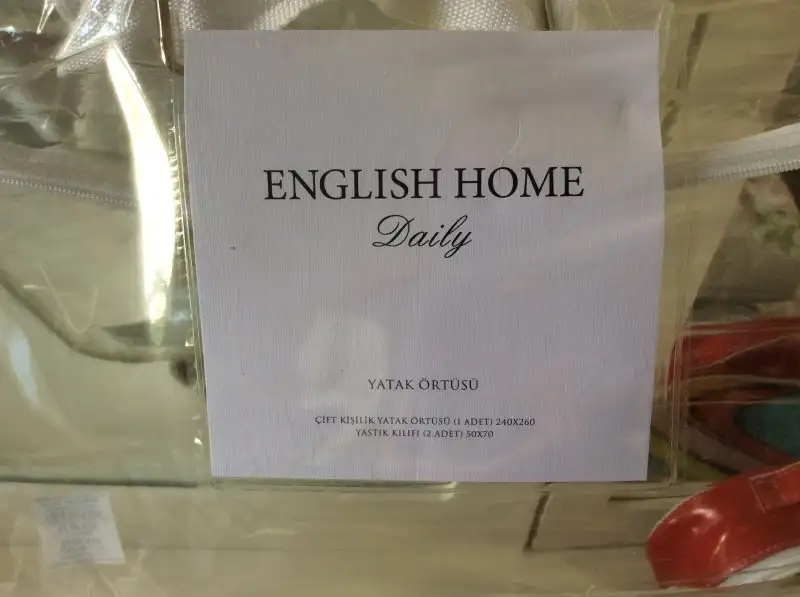 ENGLISH HOME
Daily
YATAK ÖRTÜSÜ
ÇİFT KİŞİLİK YATAK ÖRTÜSÜ (1 ADET) 240X260
YASTIK KILIFI (2 ADET) 50X70